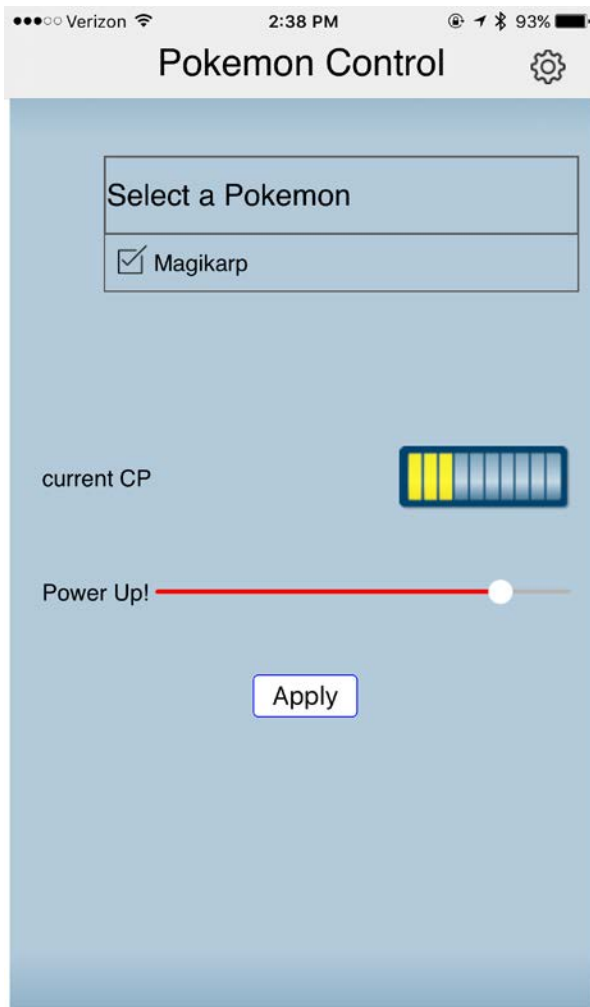 Verizon 2:38 PM 93%
Pokemon Control
Select a Pokemon
Magikarp
current CP
Power Up!
Apply